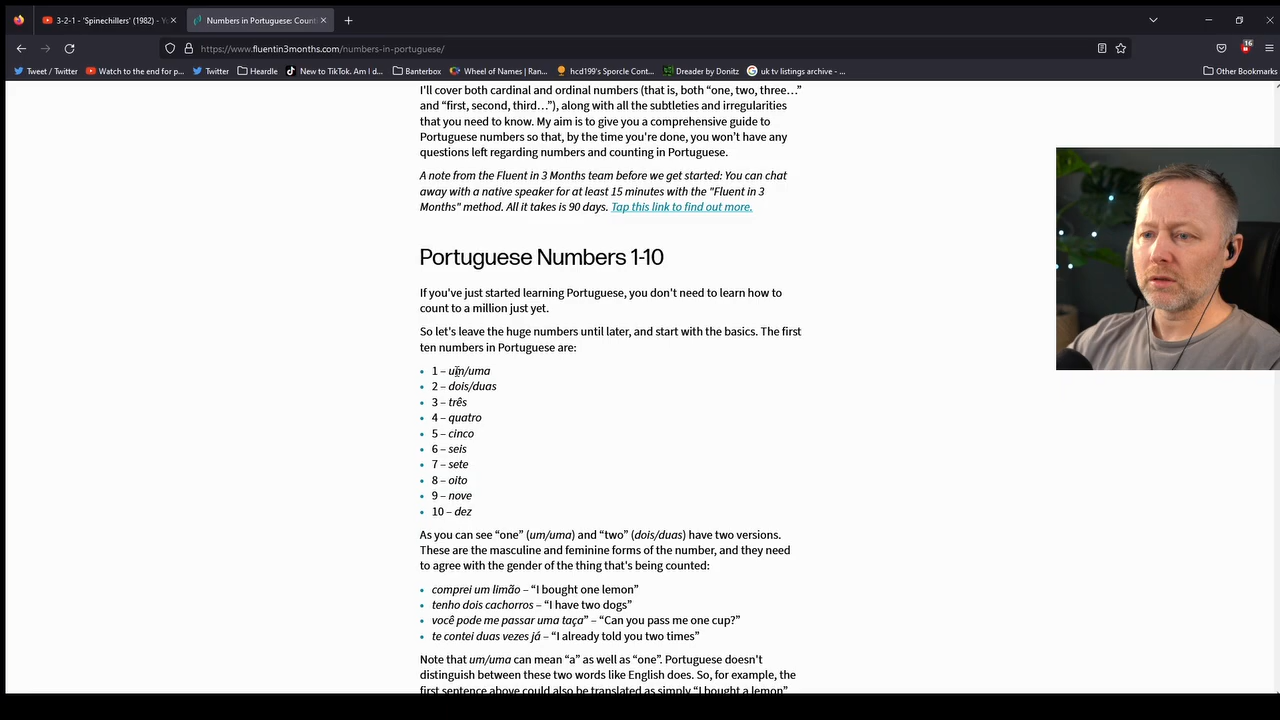 3-2-1 - 'Spinechillers' (1982) - Yo
Numbers in Portuguese: Count
https://www.fluentin3months.com/numbers-in-portuguese/
16
Tweet / Twitter
Watch to the end for p...
Twitter
Heardle
New to TikTok. Am I d...
Banterbox
Wheel of Names | Ran...
hcd199's Sporcle Cont...
Dreader by Donitz
uk tv listings archive - ...
Other Bookmarks
I'll cover both cardinal and ordinal numbers (that is, both “one, two, three…”
and “first, second, third…”), along with all the subtleties and irregularities
that you need to know. My aim is to give you a comprehensive guide to
Portuguese numbers so that, by the time you're done, you won’t have any
questions left regarding numbers and counting in Portuguese.
A note from the Fluent in 3 Months team before we get started: You can chat
away with a native speaker for at least 15 minutes with the "Fluent in 3
Months" method. All it takes is 90 days. Tap this link to find out more.
Portuguese Numbers 1-10
If you've just started learning Portuguese, you don't need to learn how to
count to a million just yet.
So let's leave the huge numbers until later, and start with the basics. The first
ten numbers in Portuguese are:
1 – um/uma
2 – dois/duas
3 – três
4 – quatro
5 – cinco
6 – seis
7 – sete
8 – oito
9 – nove
10 – dez
As you can see “one” (um/uma) and “two” (dois/duas) have two versions.
These are the masculine and feminine forms of the number, and they need
to agree with the gender of the thing that's being counted:
comprei um limão – “I bought one lemon”
tenho dois cachorros – “I have two dogs”
você pode me passar uma taça” – “Can you pass me one cup?”
te contei duas vezes já – “I already told you two times”
Note that um/uma can mean “a” as well as “one”. Portuguese doesn't
distinguish between these two words like English does. So, for example, the
first sentence above could also be translated as simply “I bought a lemon”